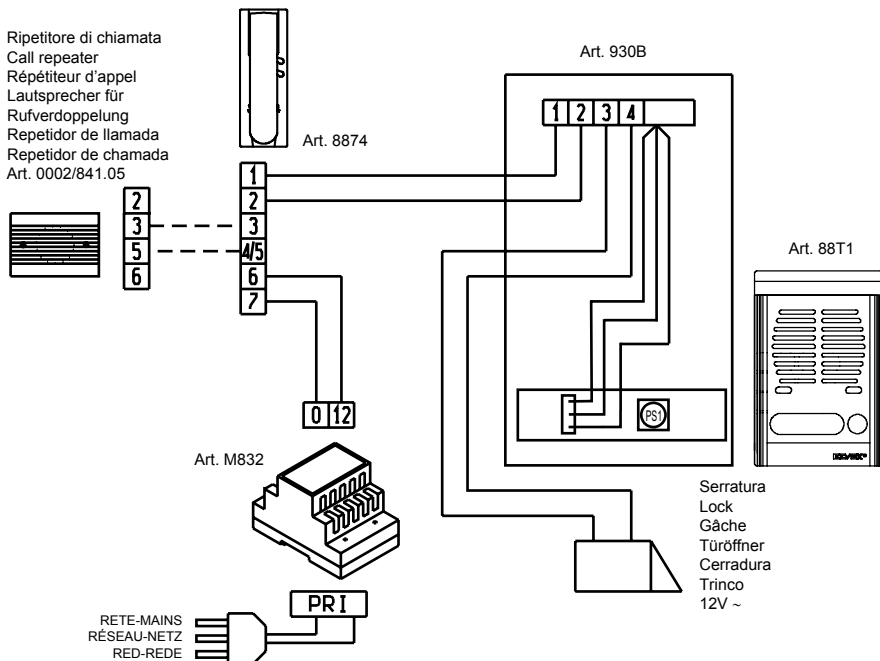 Ripetitore di chiamata
Call repeater
Répétiteur d'appel
Lautsprecher für
Rufverdoppelung
Repetidor de llamada
Repetidor de chamada
Art. 0002/841.05
2
3
5
6
Art. 8874
1
2
3
4/5
6
7
Art. 930B
1 2 3 4
PS1
Art. 88T1
0 12
Art. M832
PRI
RETE-MAINS
RÉSEAU-NETZ
RED-REDE
Serratura
Lock
Gâche
Türöffner
Cerradura
Trinco
12V ~